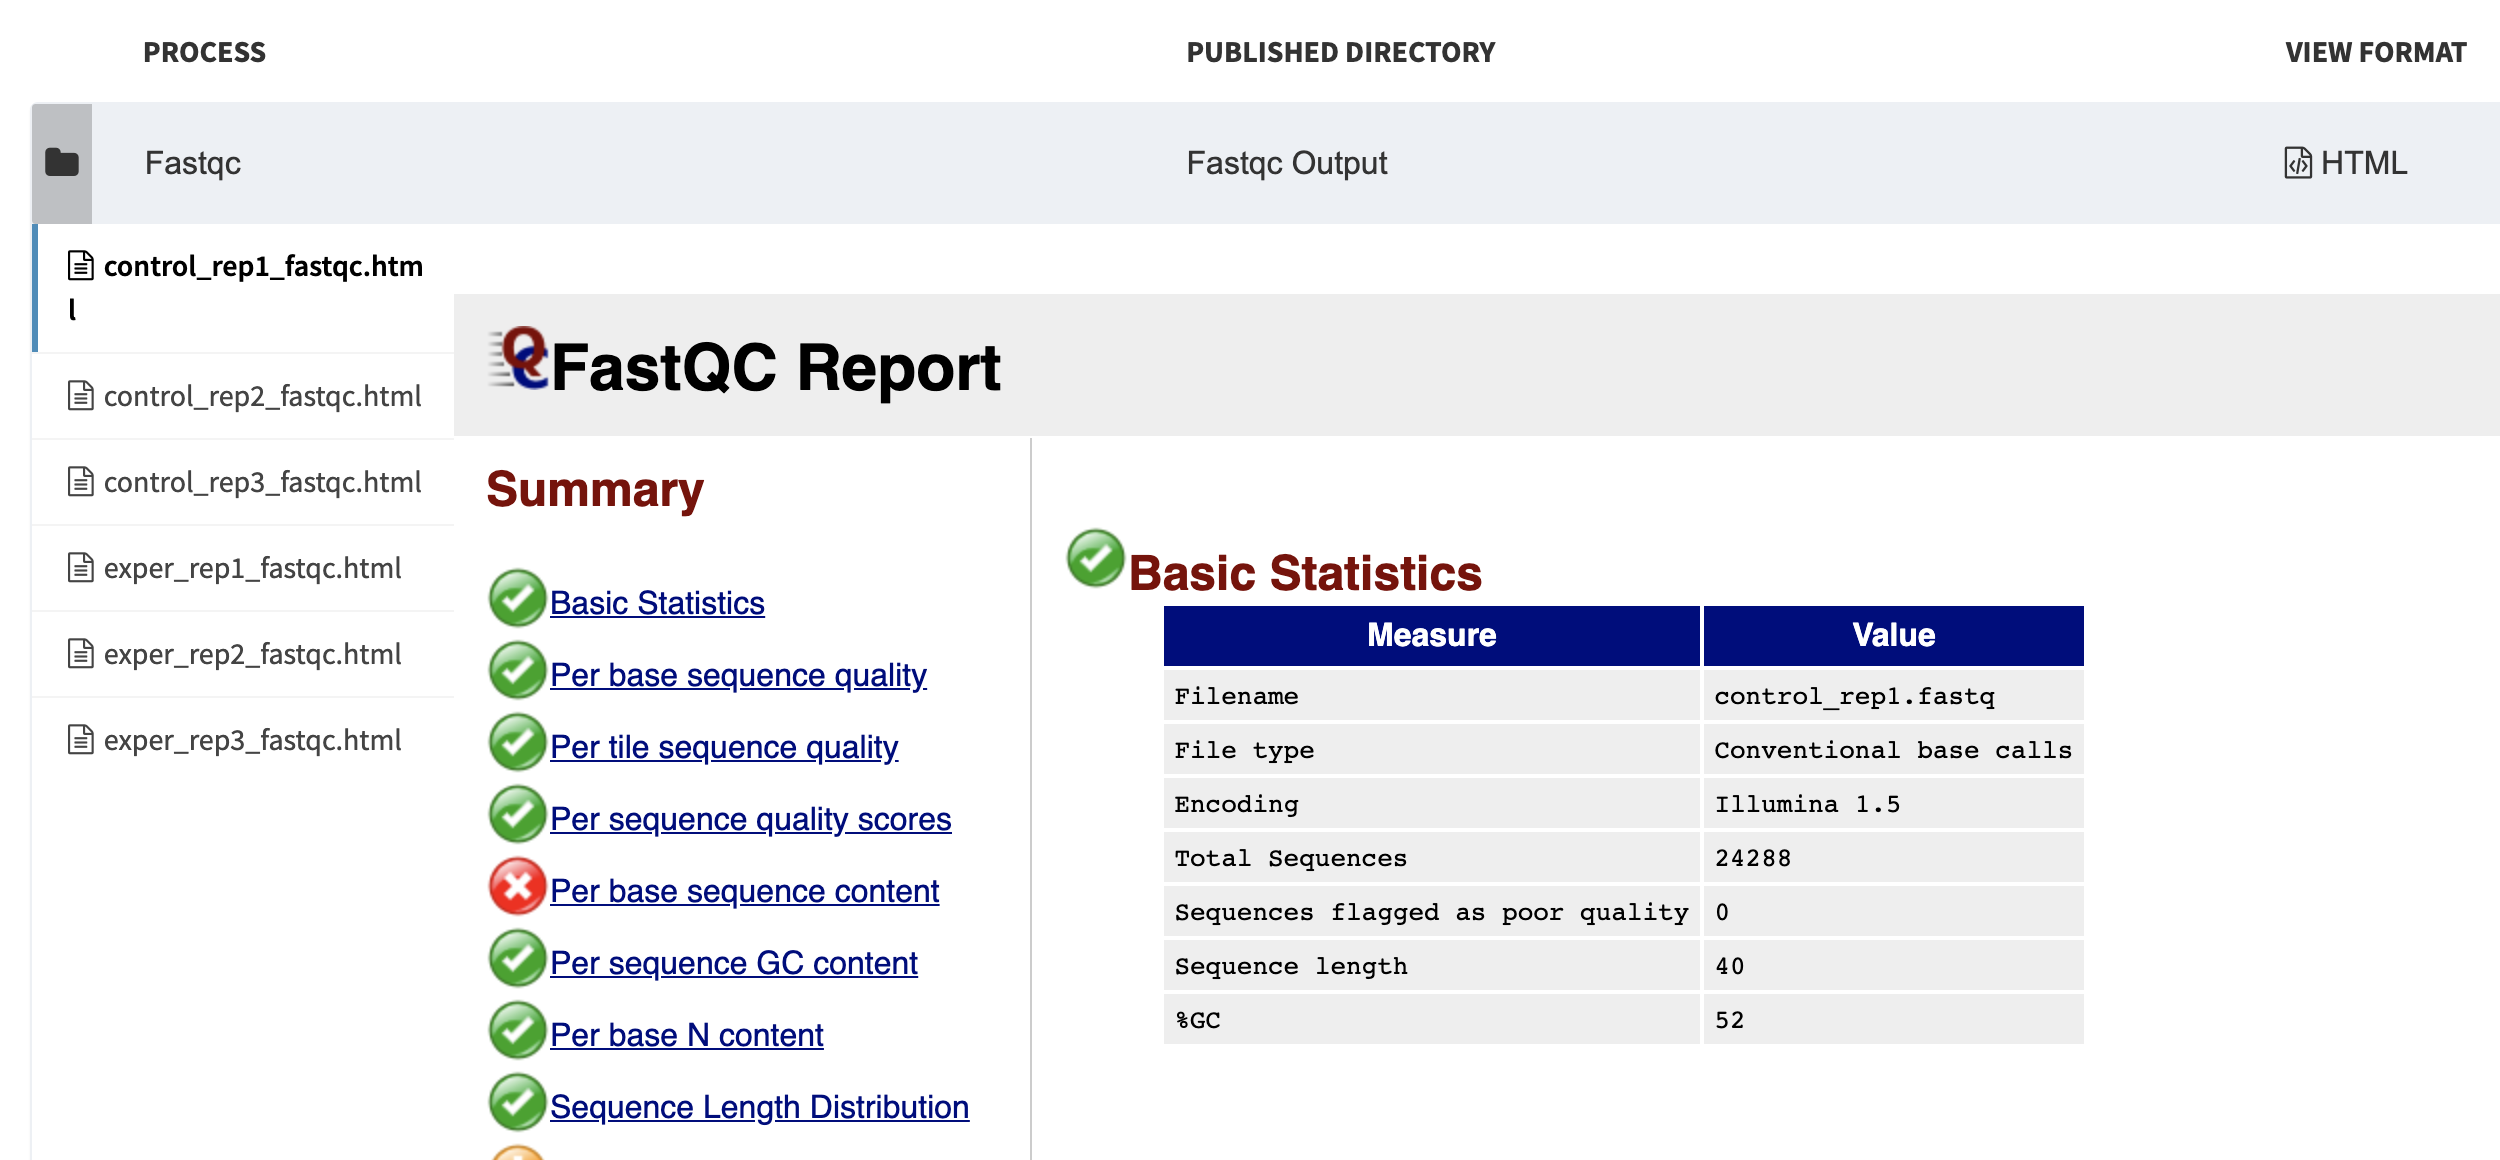 PROCESS PUBLISHED DIRECTORY VIEW FORMAT
Fastqc Fastqc Output HTML
control_rep1_fastqc.htm
l
control_rep2_fastqc.html
control_rep3_fastqc.html
exper_rep1_fastqc.html
exper_rep2_fastqc.html
exper_rep3_fastqc.html
FastQC Report
Summary
Basic Statistics
Per base sequence quality
Per tile sequence quality
Per sequence quality scores
Per base sequence content
Per sequence GC content
Per base N content
Sequence Length Distribution
Basic Statistics
Measure Value
Filename control_rep1.fastq
File type Conventional base calls
Encoding Illumina 1.5
Total Sequences 24288
Sequences flagged as poor quality 0
Sequence length 40
%GC 52